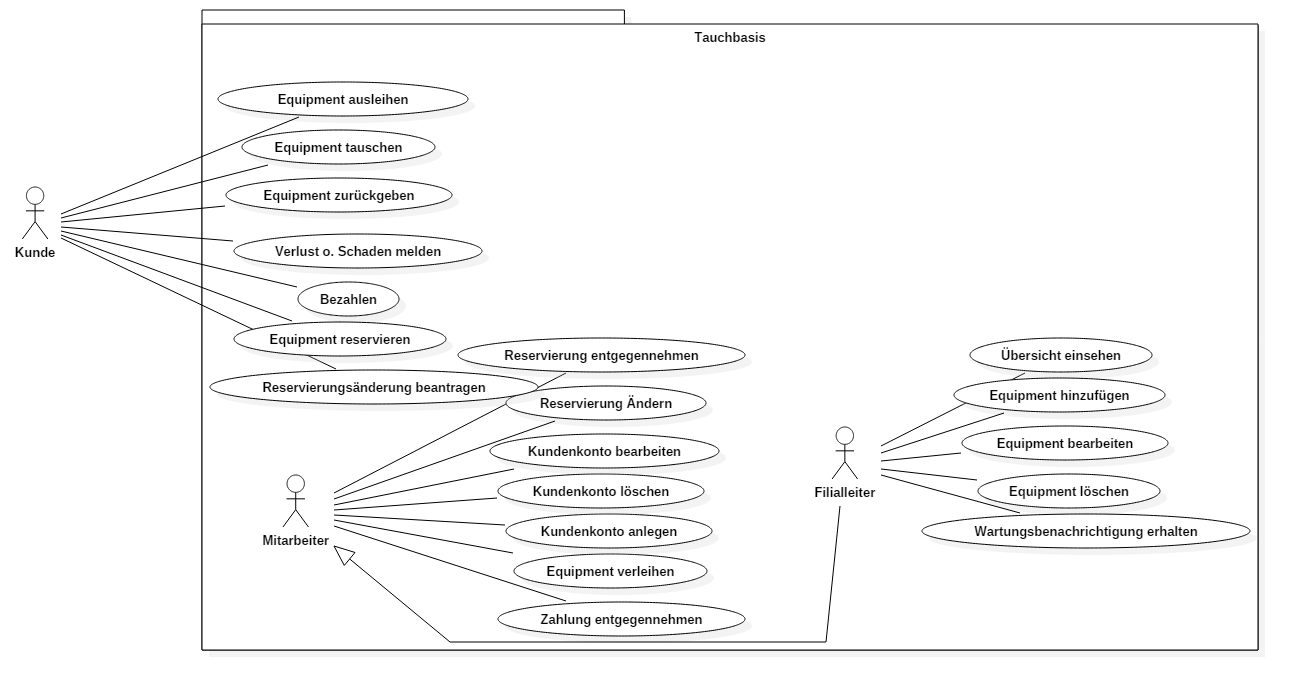 Tauchbasis
Equipment ausleihen
Equipment tauschen
Equipment zurückgeben
Kunde
Verlust o. Schaden melden
Bezahlen
Equipment reservieren
Reservierungsänderung beantragen
Reservierung entgegennehmen
Reservierung Ändern
Kundenkonto bearbeiten
Kundenkonto löschen
Mitarbeiter
Kundenkonto anlegen
Equipment verleihen
Zahlung entgegennehmen
Übersicht einsehen
Equipment hinzufügen
Equipment bearbeiten
Filialleiter
Equipment löschen
Wartungsbenachrichtigung erhalten